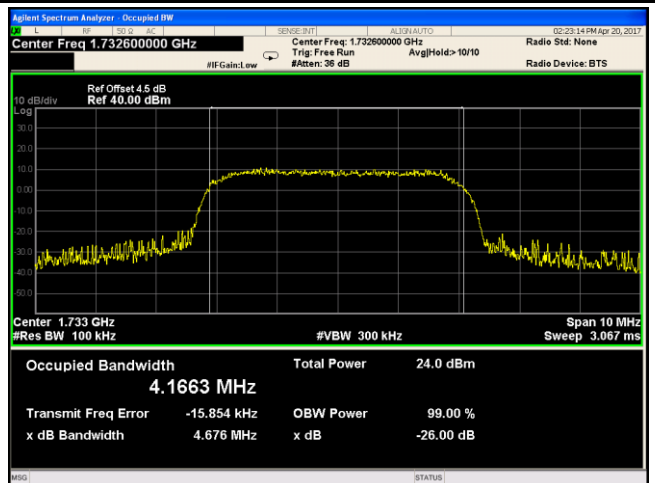 Agilent Spectrum Analyzer - Occupied BW
L RF 50 Ω AC SENSE:INT ALIGN AUTO 02:23:14 PM Apr 20, 2017
Center Freq 1.732600000 GHz Center Freq: 1.732600000 GHz Radio Std: None
Trig: Free Run Avg|Hold:>10/10
#IFGain:Low #Atten: 36 dB Radio Device: BTS
Ref Offset 4.5 dB
10 dB/div Ref 40.00 dBm
Log
30.0
20.0
10.0
0.00
-10.0
-20.0
-30.0
-40.0
-50.0
Center 1.733 GHz Span 10 MHz
#Res BW 100 kHz #VBW 300 kHz Sweep 3.067 ms
Occupied Bandwidth Total Power 24.0 dBm
4.1663 MHz
Transmit Freq Error -15.854 kHz OBW Power 99.00 %
x dB Bandwidth 4.676 MHz x dB -26.00 dB
MSG STATUS